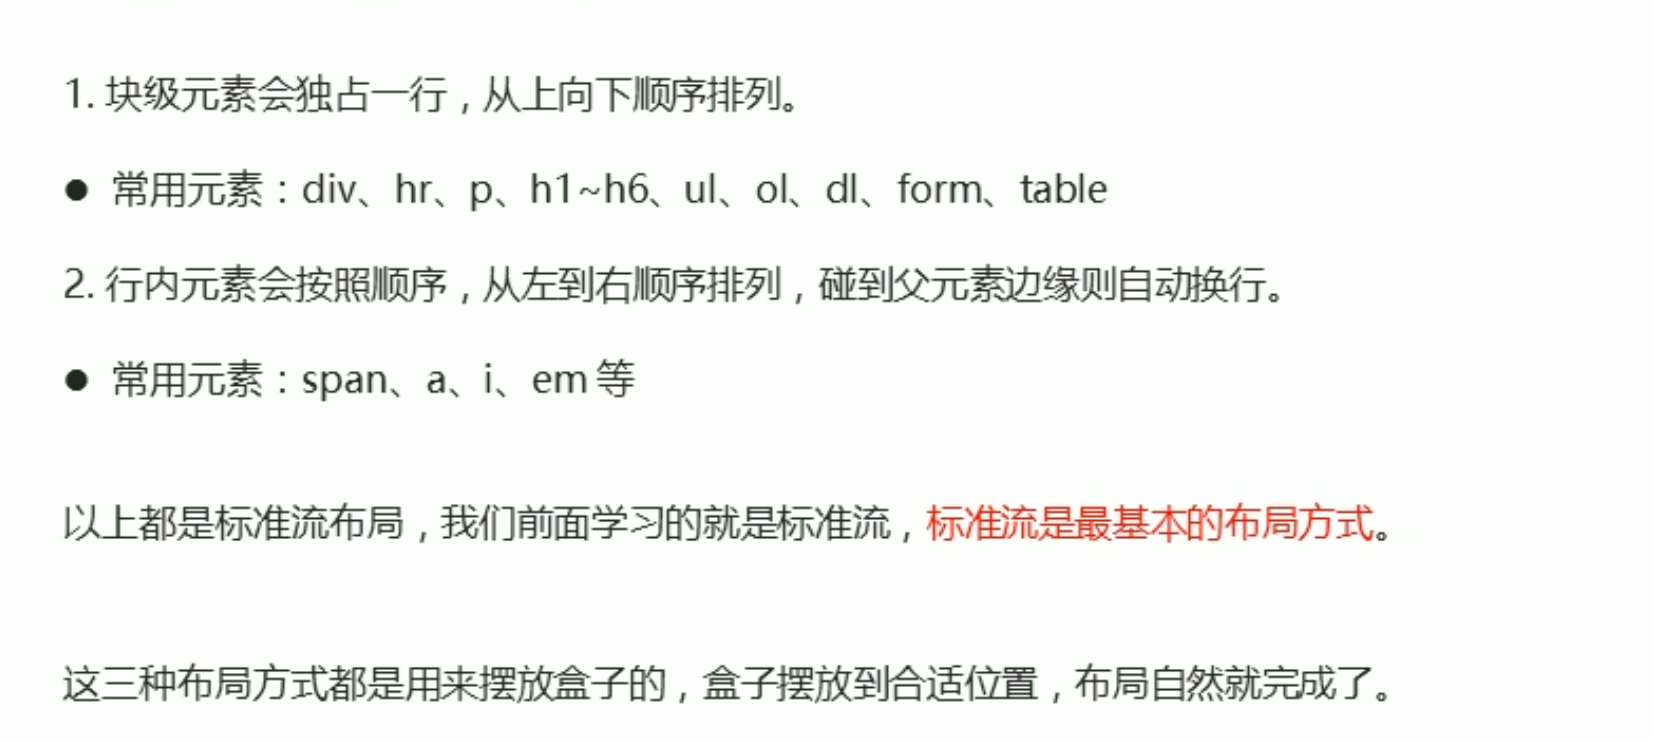 1. 块级元素会独占一行，从上向下顺序排列。
● 常用元素：div、hr、p、h1~h6、ul、ol、dl、form、table
2. 行内元素会按照顺序，从左到右顺序排列，碰到父元素边缘则自动换行。
● 常用元素：span、a、i、em 等
以上都是标准流布局，我们前面学习的就是标准流，标准流是最基本的布局方式。
这三种布局方式都是用来摆放盒子的，盒子摆放到合适位置，布局自然就完成了。